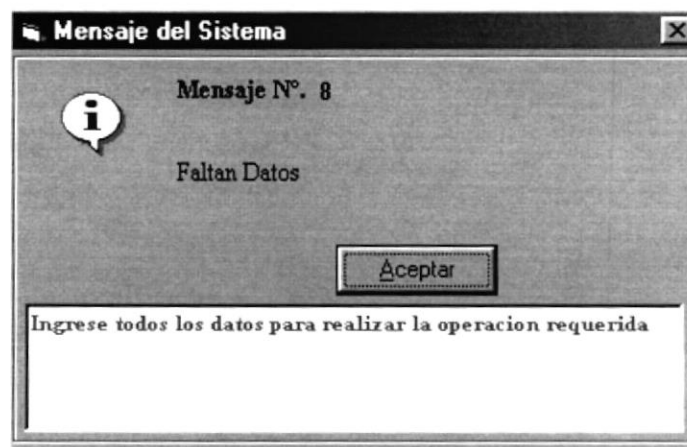 Mensaje del Sistema
Mensaje Nº. 8
Faltan Datos
Aceptar
Ingrese todos los datos para realizar la operacion requerida